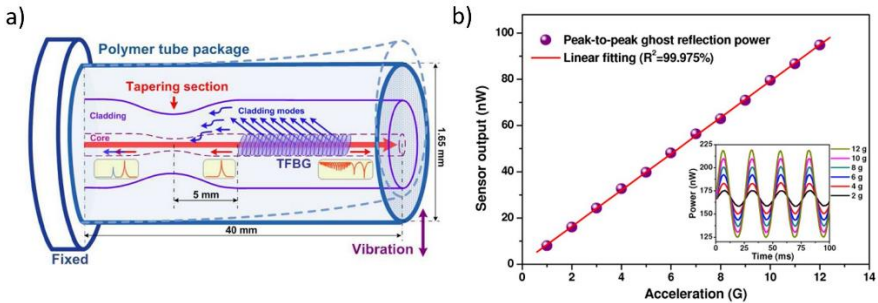 a)
Polymer tube package
Tapering section
Cladding
Cladding modes
Core
TFBG
5 mm
40 mm
1.65 mm
Fixed
Vibration
b)
Sensor output (nW)
100
80
60
40
20
0
Peak-to-peak ghost reflection power
Linear fitting (R²=99.975%)
Power (nW)
225
200
175
150
125
0 25 50 75 100
Time (ms)
12 g
10 g
8 g
6 g
4 g
2 g
0 2 4 6 8 10 12 14
Acceleration (G)